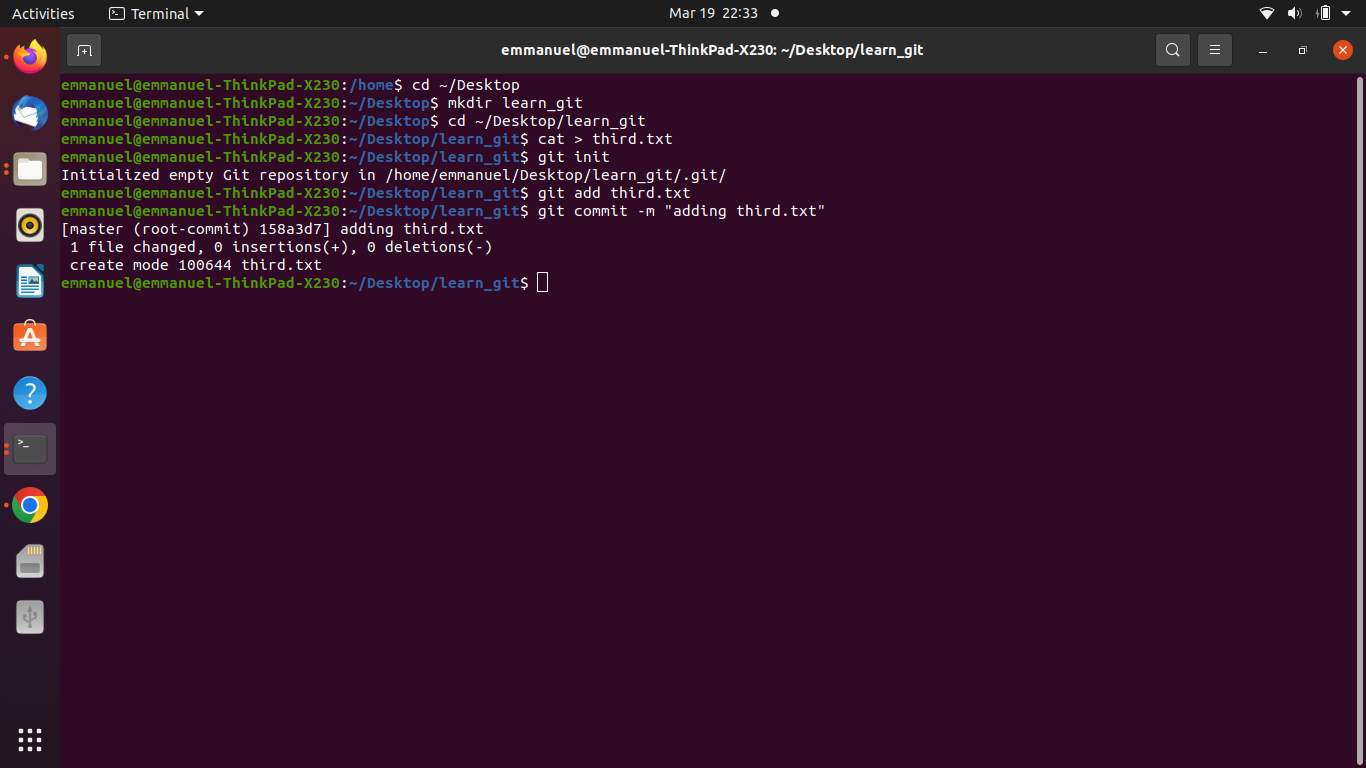 Activities Terminal Mar 19 22:33
emmanuel@emmanuel-ThinkPad-X230: ~/Desktop/learn_git
emmanuel@emmanuel-ThinkPad-X230:/home$ cd ~/Desktop
emmanuel@emmanuel-ThinkPad-X230:~/Desktop$ mkdir learn_git
emmanuel@emmanuel-ThinkPad-X230:~/Desktop$ cd ~/Desktop/learn_git
emmanuel@emmanuel-ThinkPad-X230:~/Desktop/learn_git$ cat > third.txt
emmanuel@emmanuel-ThinkPad-X230:~/Desktop/learn_git$ git init
Initialized empty Git repository in /home/emmanuel/Desktop/learn_git/.git/
emmanuel@emmanuel-ThinkPad-X230:~/Desktop/learn_git$ git add third.txt
emmanuel@emmanuel-ThinkPad-X230:~/Desktop/learn_git$ git commit -m "adding third.txt"
[master (root-commit) 158a3d7] adding third.txt
 1 file changed, 0 insertions(+), 0 deletions(-)
 create mode 100644 third.txt
emmanuel@emmanuel-ThinkPad-X230:~/Desktop/learn_git$